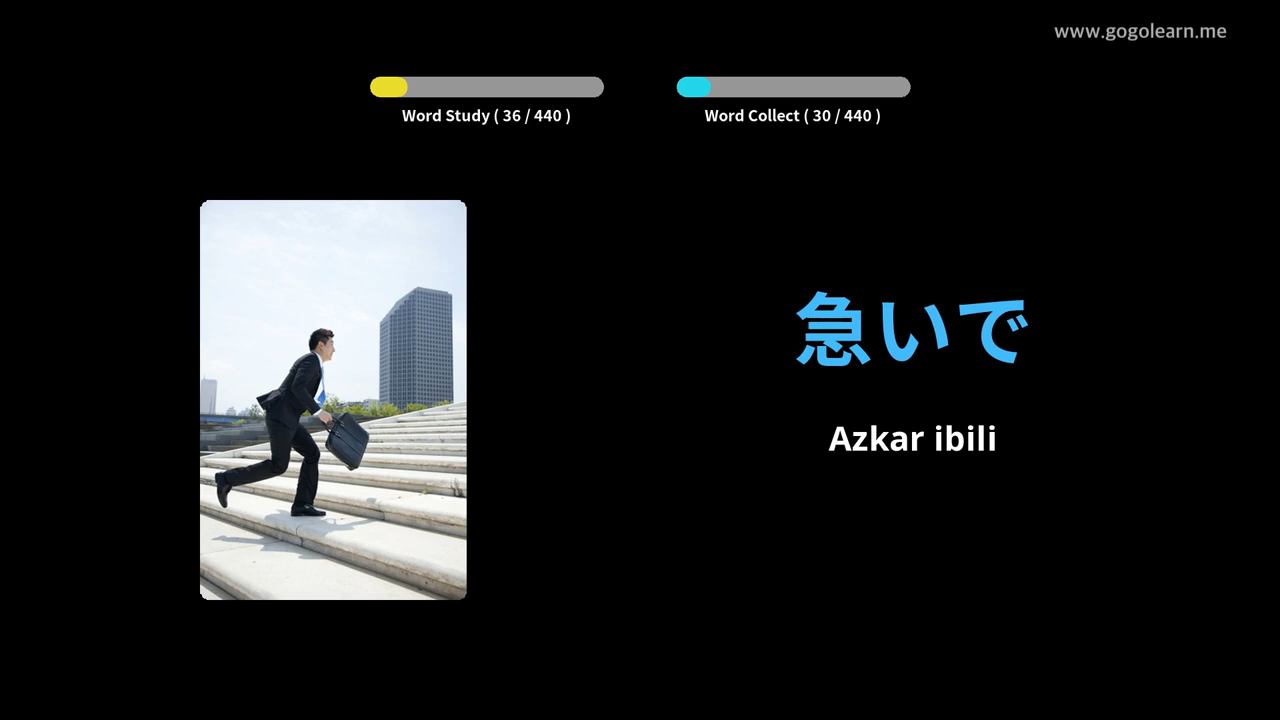 www.gogolearn.me
Word Study ( 36 / 440 )
Word Collect ( 30 / 440 )
急いで
Azkar ibili